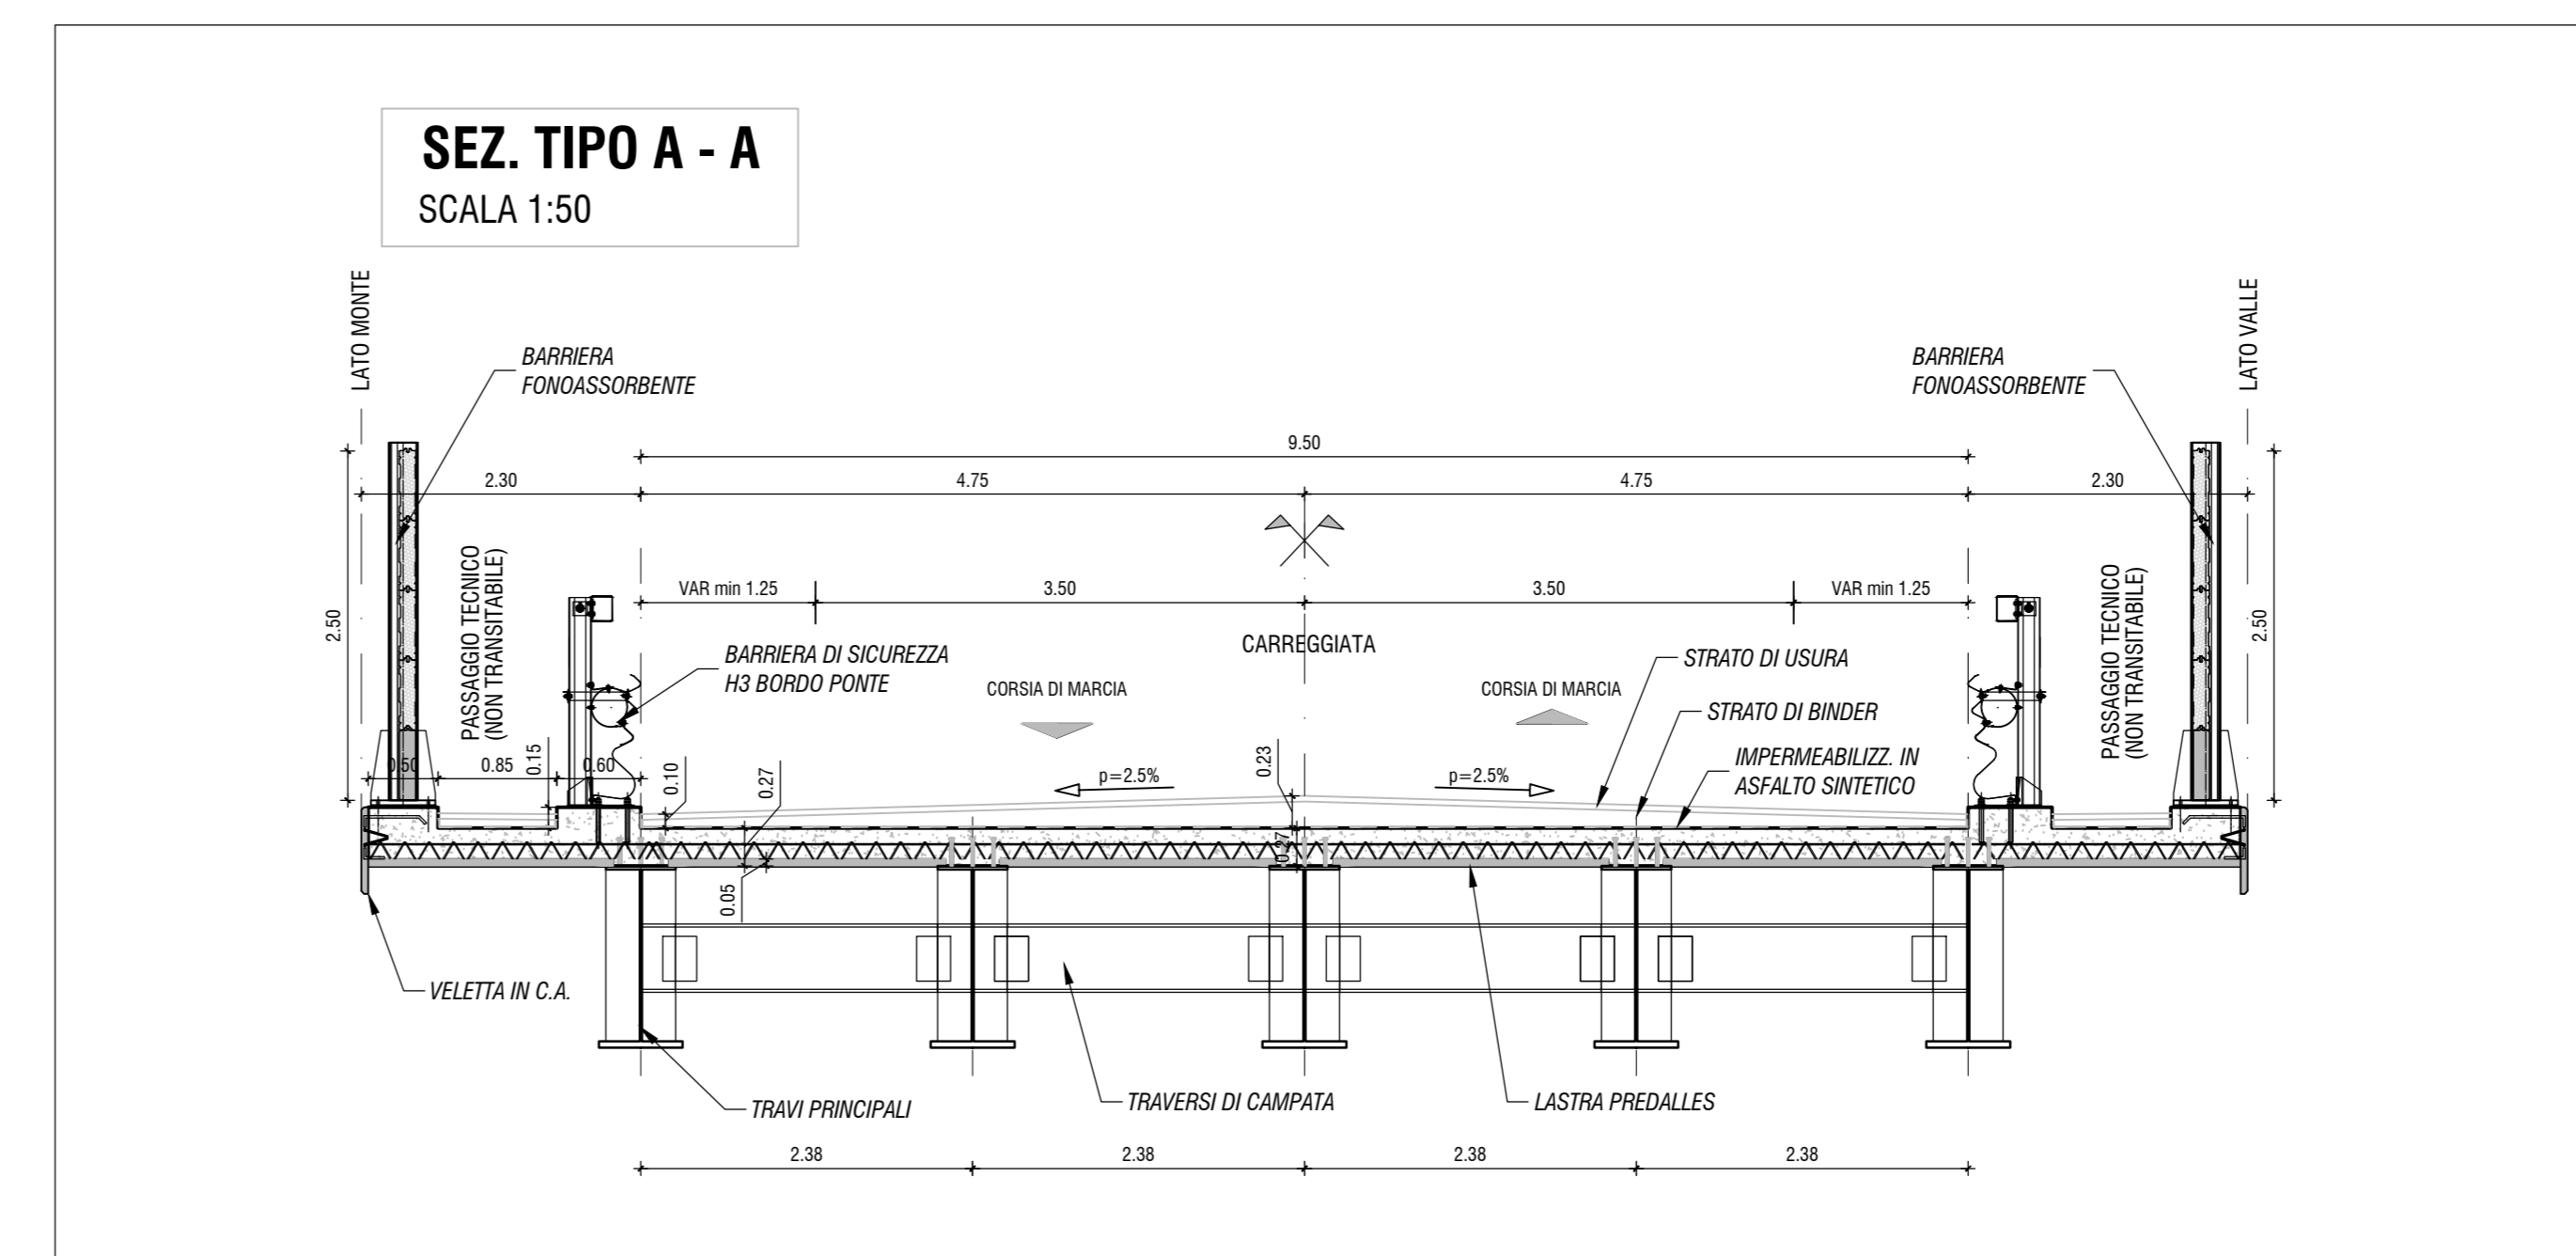 SEZ. TIPO A - A
SCALA 1:50
LATO MONTE
LATO VALLE
BARRIERA
FONOASSORBENTE
BARRIERA
FONOASSORBENTE
9.50
2.30
4.75
4.75
2.30
VAR min 1.25
3.50
3.50
VAR min 1.25
2.50
2.50
PASSAGGIO TECNICO
(NON TRANSITABILE)
PASSAGGIO TECNICO
(NON TRANSITABILE)
CARREGGIATA
BARRIERA DI SICUREZZA
H3 BORDO PONTE
CORSIA DI MARCIA
CORSIA DI MARCIA
STRATO DI USURA
STRATO DI BINDER
IMPERMEABILIZZ. IN
ASFALTO SINTETICO
0.50
0.85
0.15
0.60
0.10
0.27
p=2.5%
0.23
p=2.5%
0.27
0.05
VELETTA IN C.A.
TRAVI PRINCIPALI
TRAVERSI DI CAMPATA
LASTRA PREDALLES
2.38
2.38
2.38
2.38